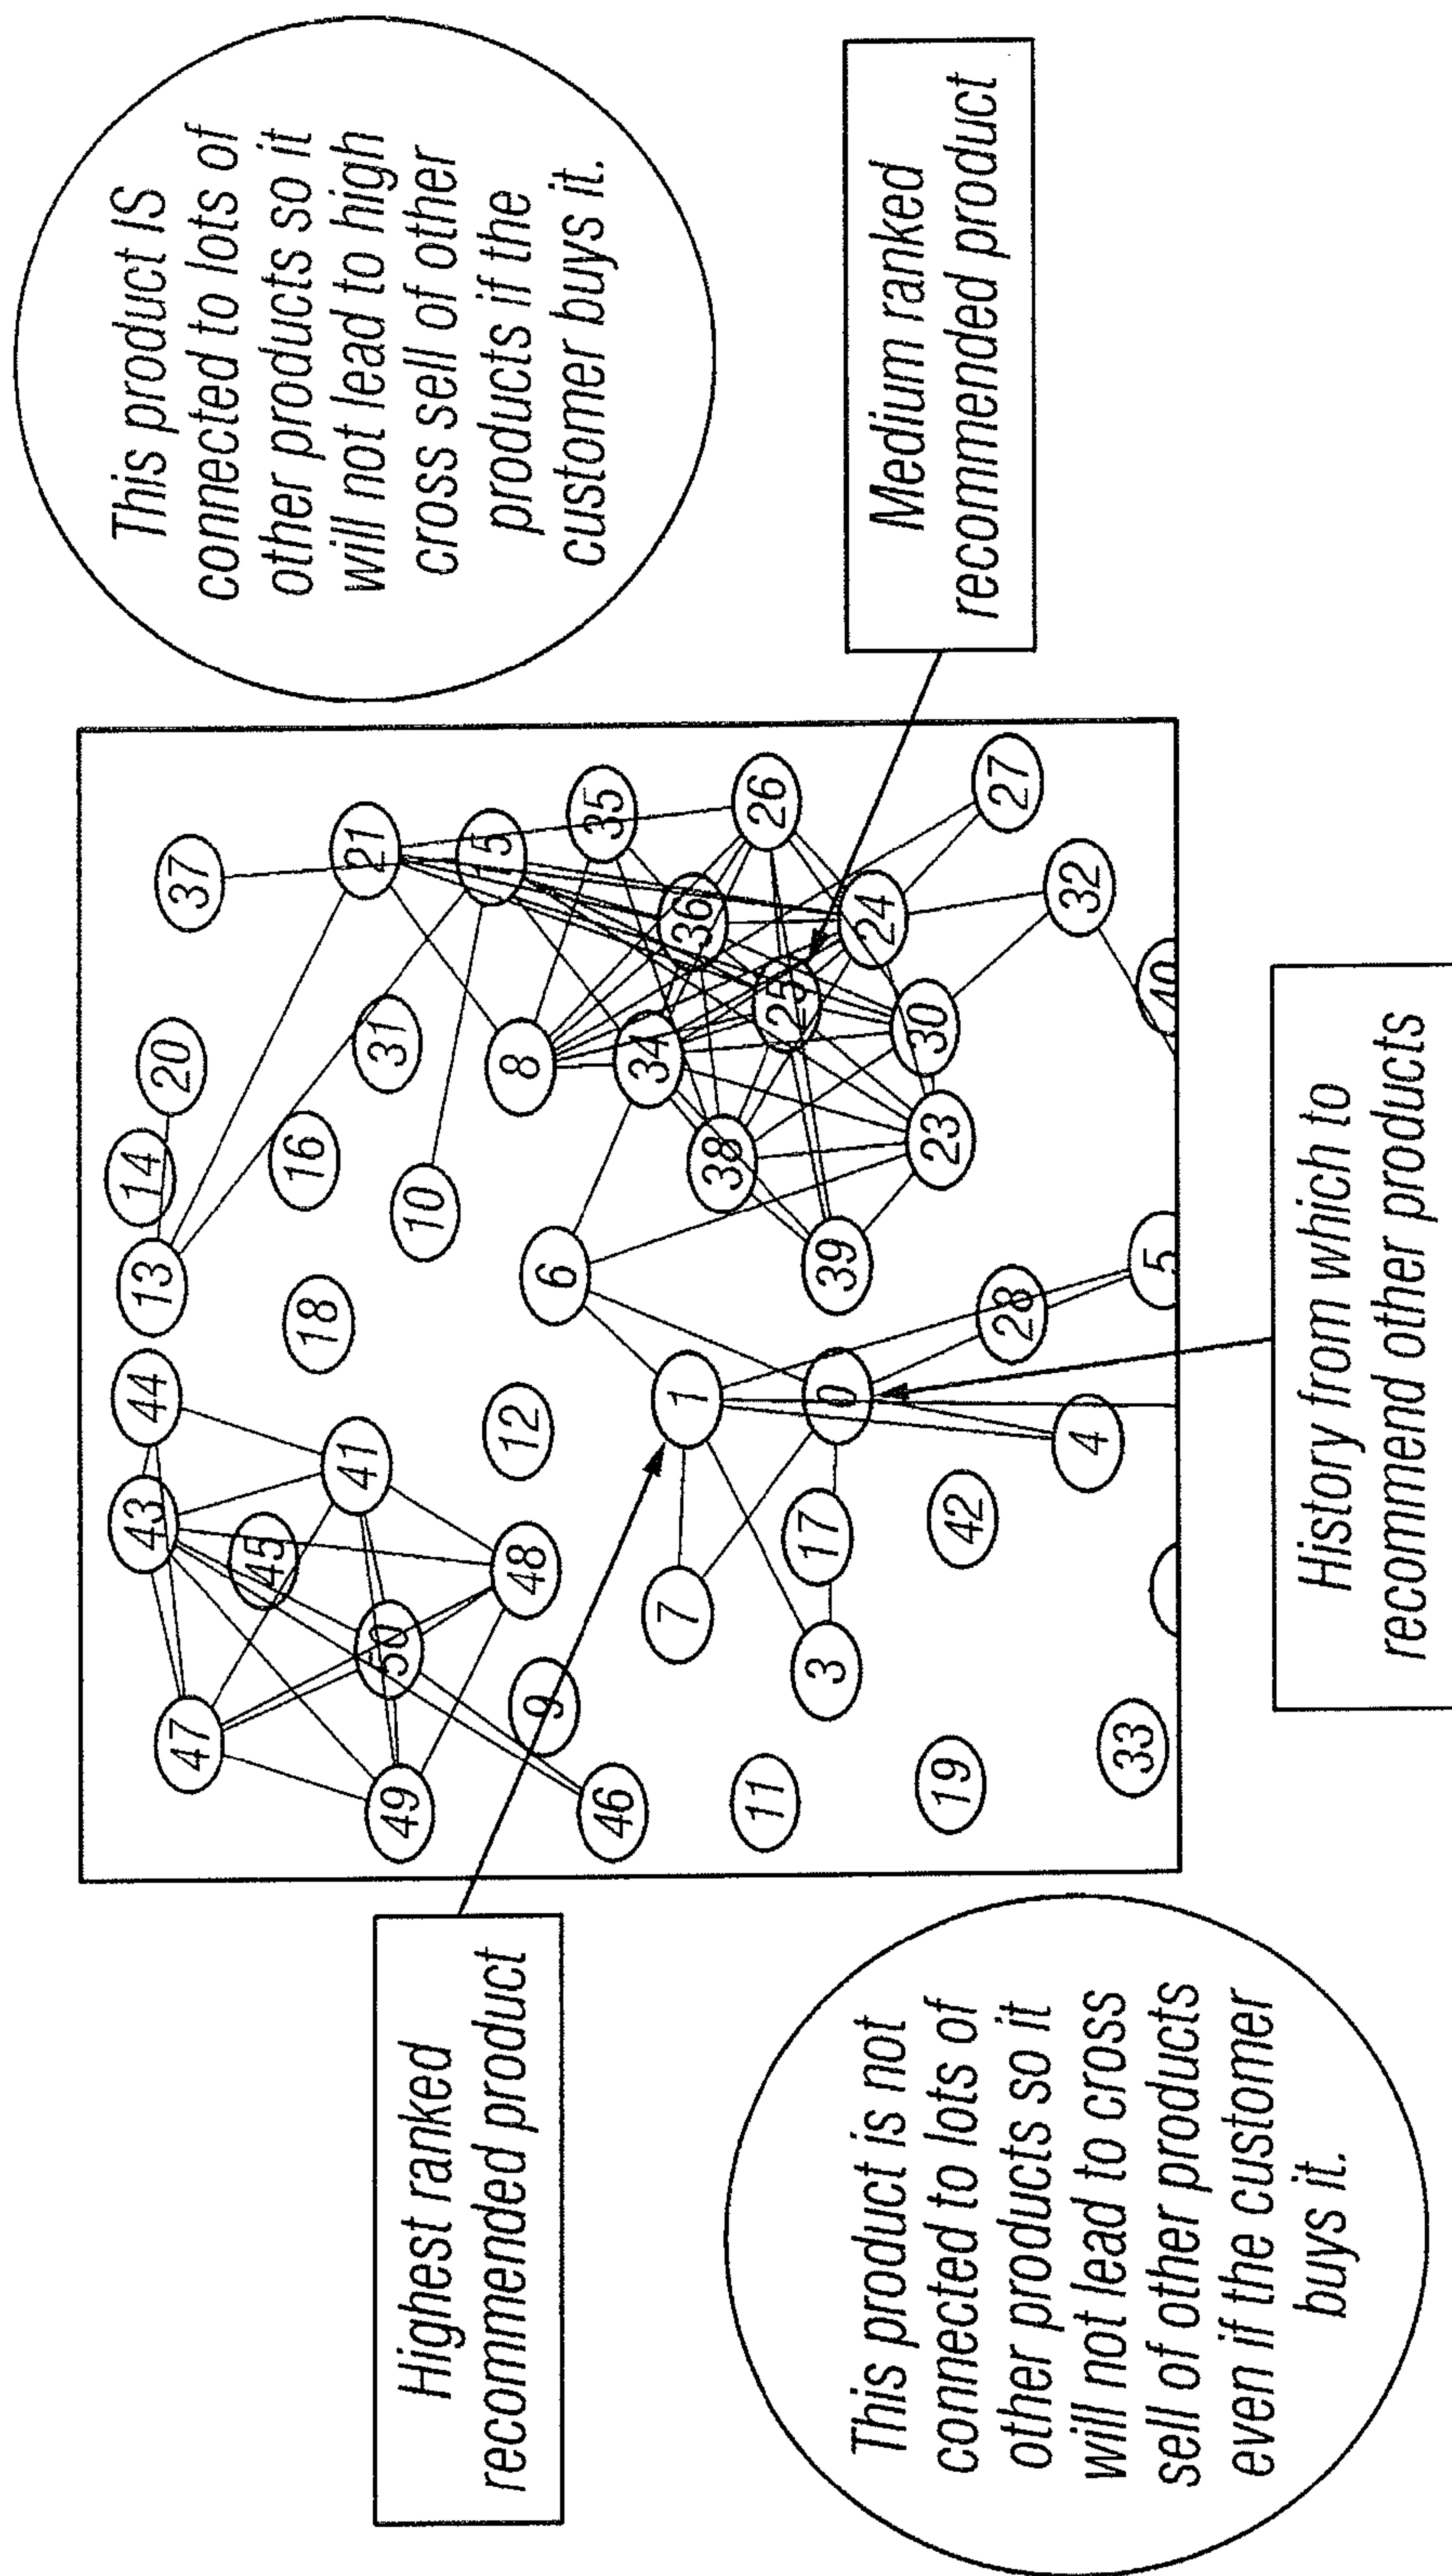 This product IS
connected to lots of
other products so it
will not lead to high
cross sell of other
products if the
customer buys it.
Highest ranked
recommended product
This product is not
connected to lots of
other products so it
will not lead to cross
sell of other products
even if the customer
buys it.
47
43
44
13
14
20
37
45
18
16
31
21
49
50
41
10
15
46
9
48
12
6
8
35
11
7
1
38
34
36
26
3
17
0
39
25
24
19
42
28
23
30
27
33
4
5
40
32
Medium ranked
recommended product
History from which to
recommend other products